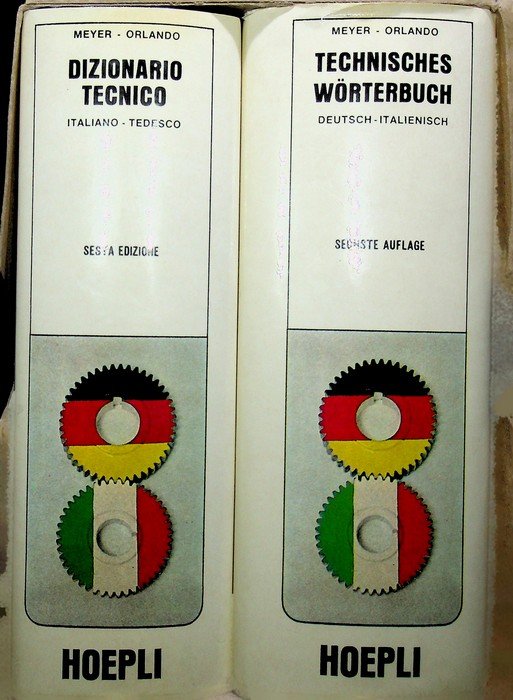 MEYER - ORLANDO
DIZIONARIO
TECNICO
ITALIANO - TEDESCO
SESTA EDIZIONE
HOEPLI
MEYER - ORLANDO
TECHNISCHES
WÖRTERBUCH
DEUTSCH - ITALIENISCH
SECHSTE AUFLAGE
HOEPLI